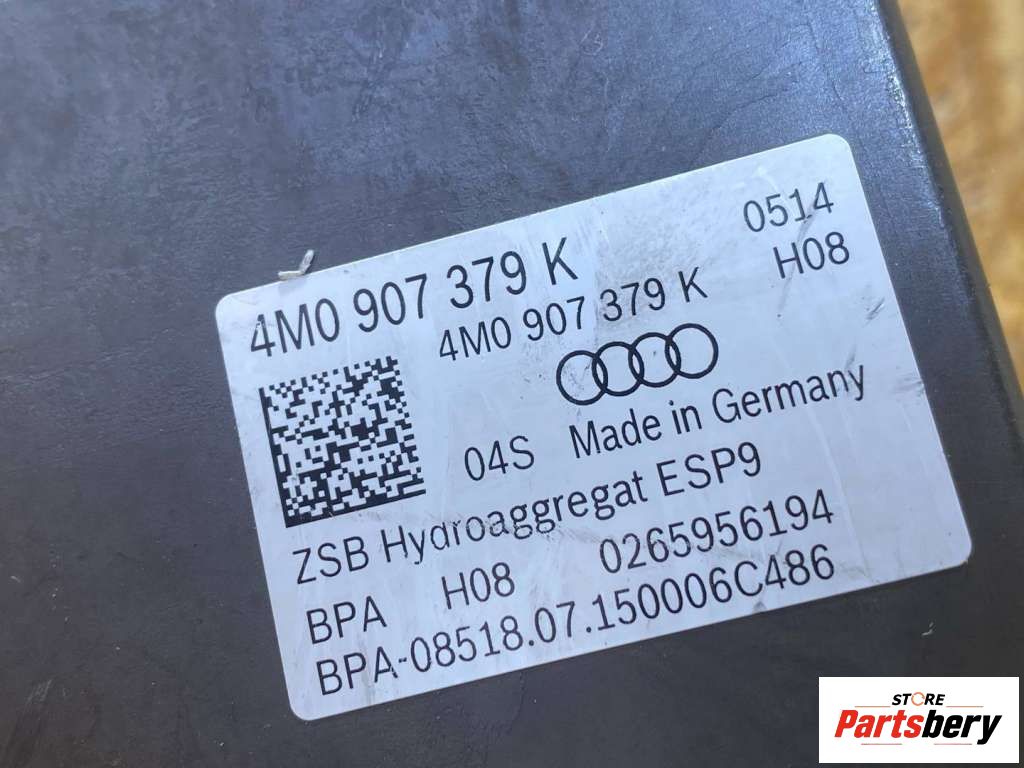 4M0 907 379 K
0514
4M0 907 379 K
H08
04S Made in Germany
ZSB Hydroaggregat ESP9
BPA H08 0265956194
BPA-08518.07.150006C486
STORE
Partsbery